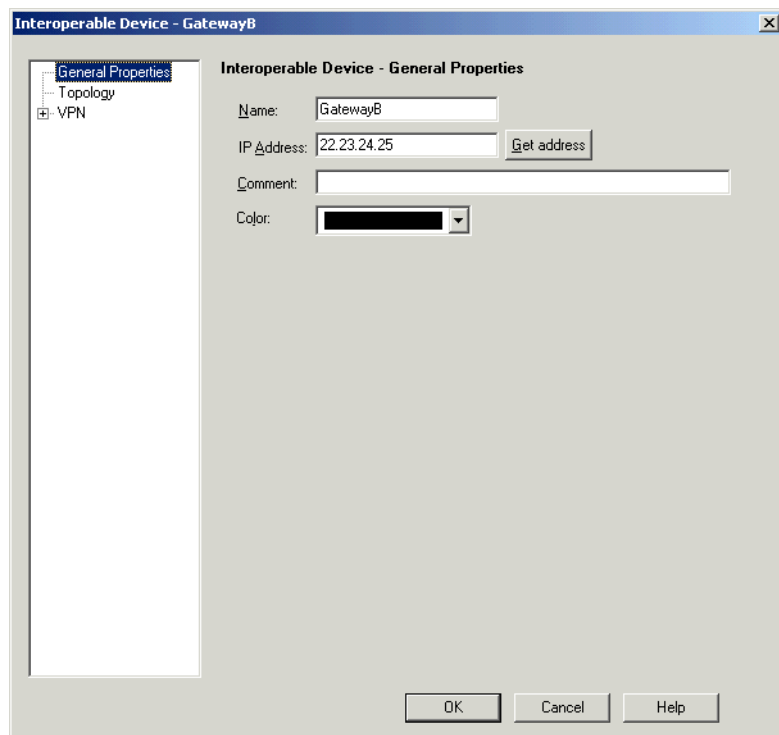 Interoperable Device - GatewayB
General Properties
Topology
VPN
Interoperable Device - General Properties
Name: GatewayB
IP Address: 22.23.24.25 Get address
Comment:
Color:
OK Cancel Help